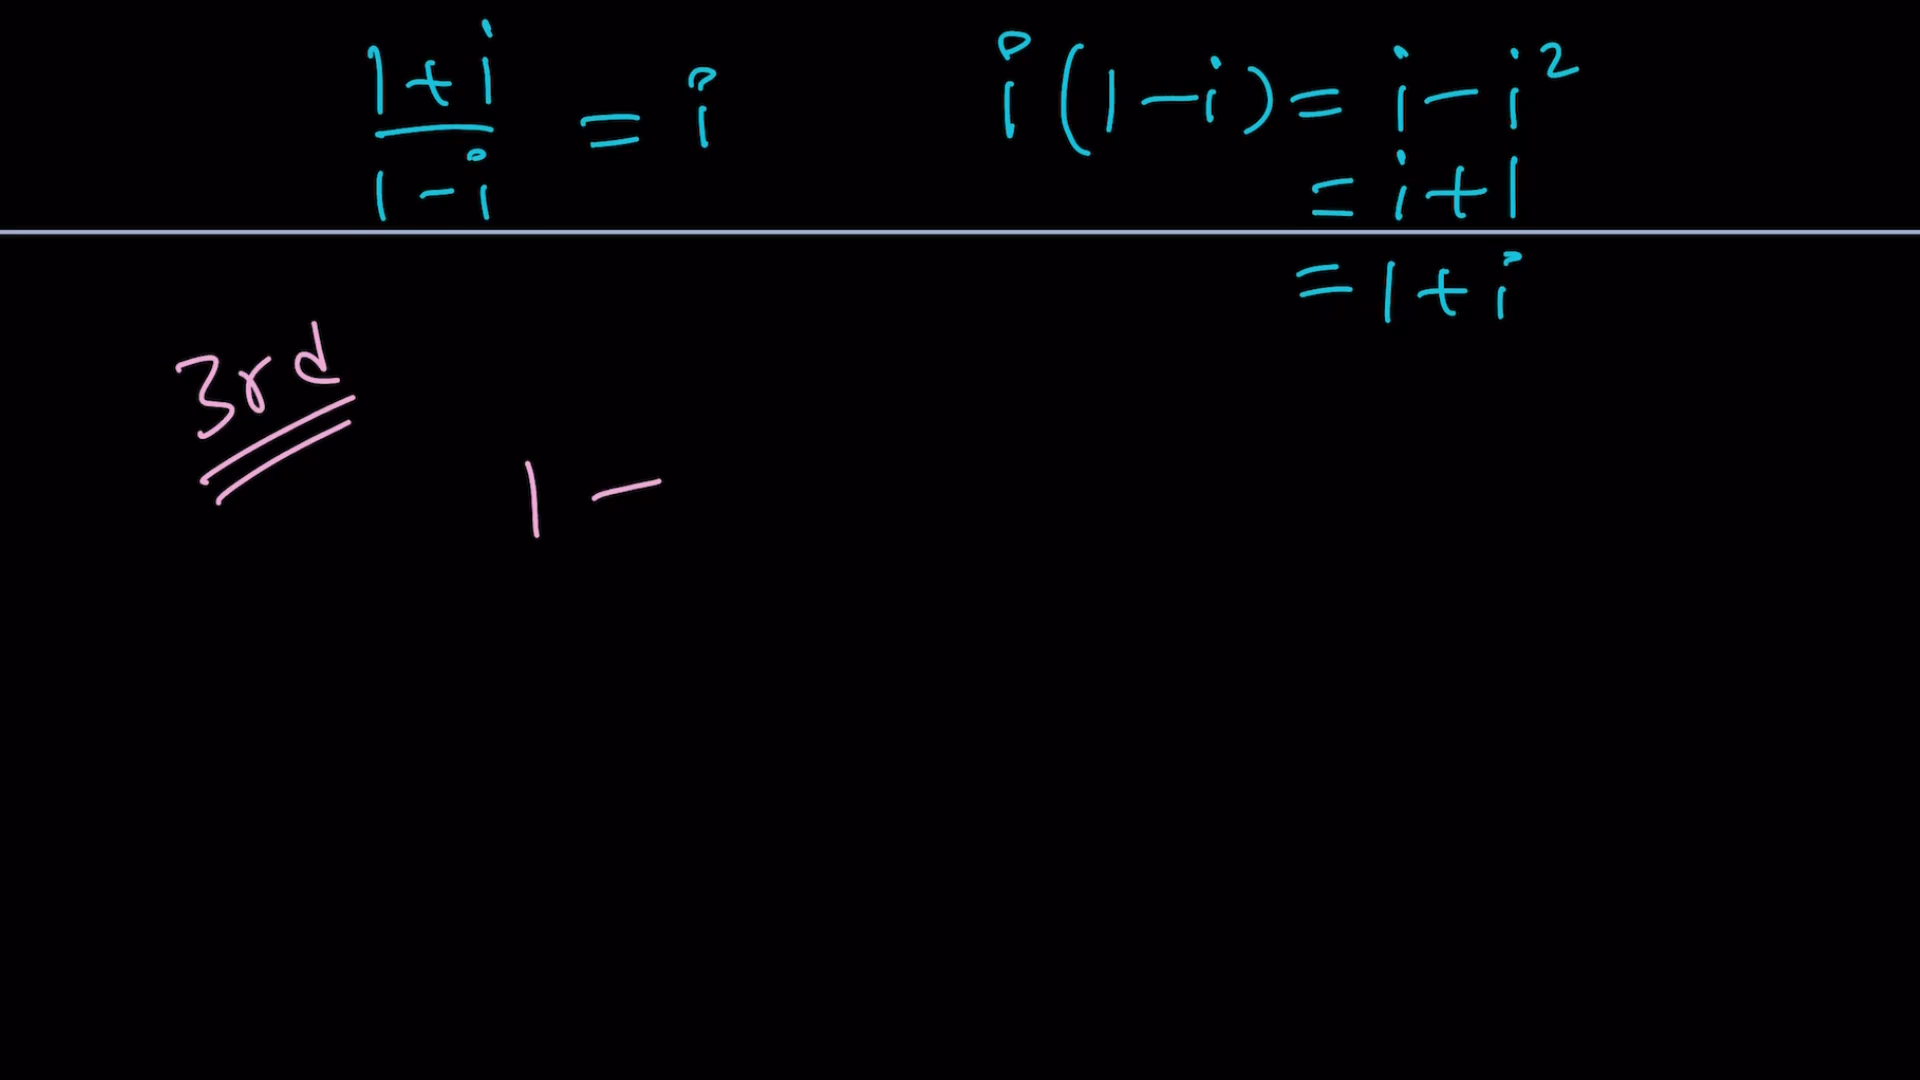 (1+i)/(1-i) = i
i(1-i) = i - i²
= i+1
= 1+i
3rd
1 -